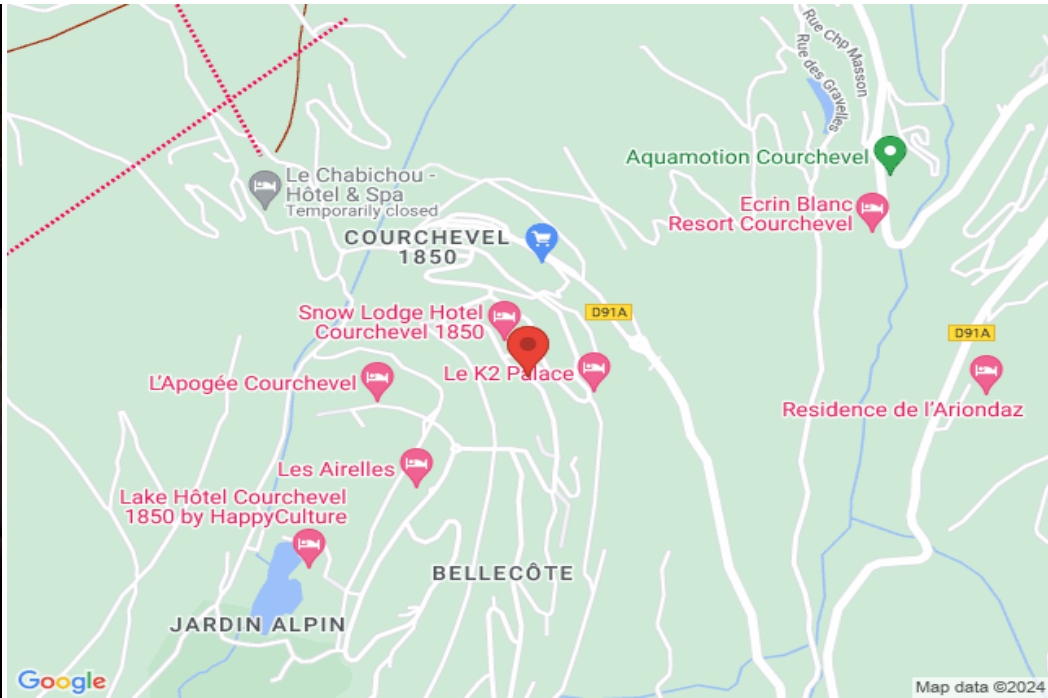 Rue Chp Masson
Rue des Gravelles
Aquamotion Courchevel
Le Chabichou -
Hôtel & Spa
Temporarily closed
Ecrin Blanc
Resort Courchevel
COURCHEVEL
1850
Snow Lodge Hotel
Courchevel 1850
D91A
D91A
L'Apogée Courchevel
Le K2 Palace
Residence de l'Ariondaz
Les Airelles
Lake Hôtel Courchevel
1850 by HappyCulture
BELLECÔTE
JARDIN ALPIN
Google
Map data ©2024